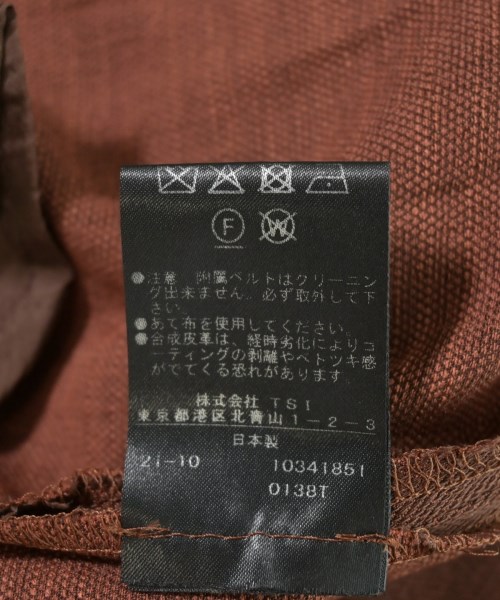 F W
●注意 附属ベルトはクリーニン
グ出来ません。必ず取外して下
さい。
●あて布を使用してください。
●合成皮革は、経時劣化によりコ
ーティングの剥離やベトツキ感
がでてくる恐れがあります
株式会社 TSI
東京都港区北青山1-2-3
日本製
21-10 10341851
0138T